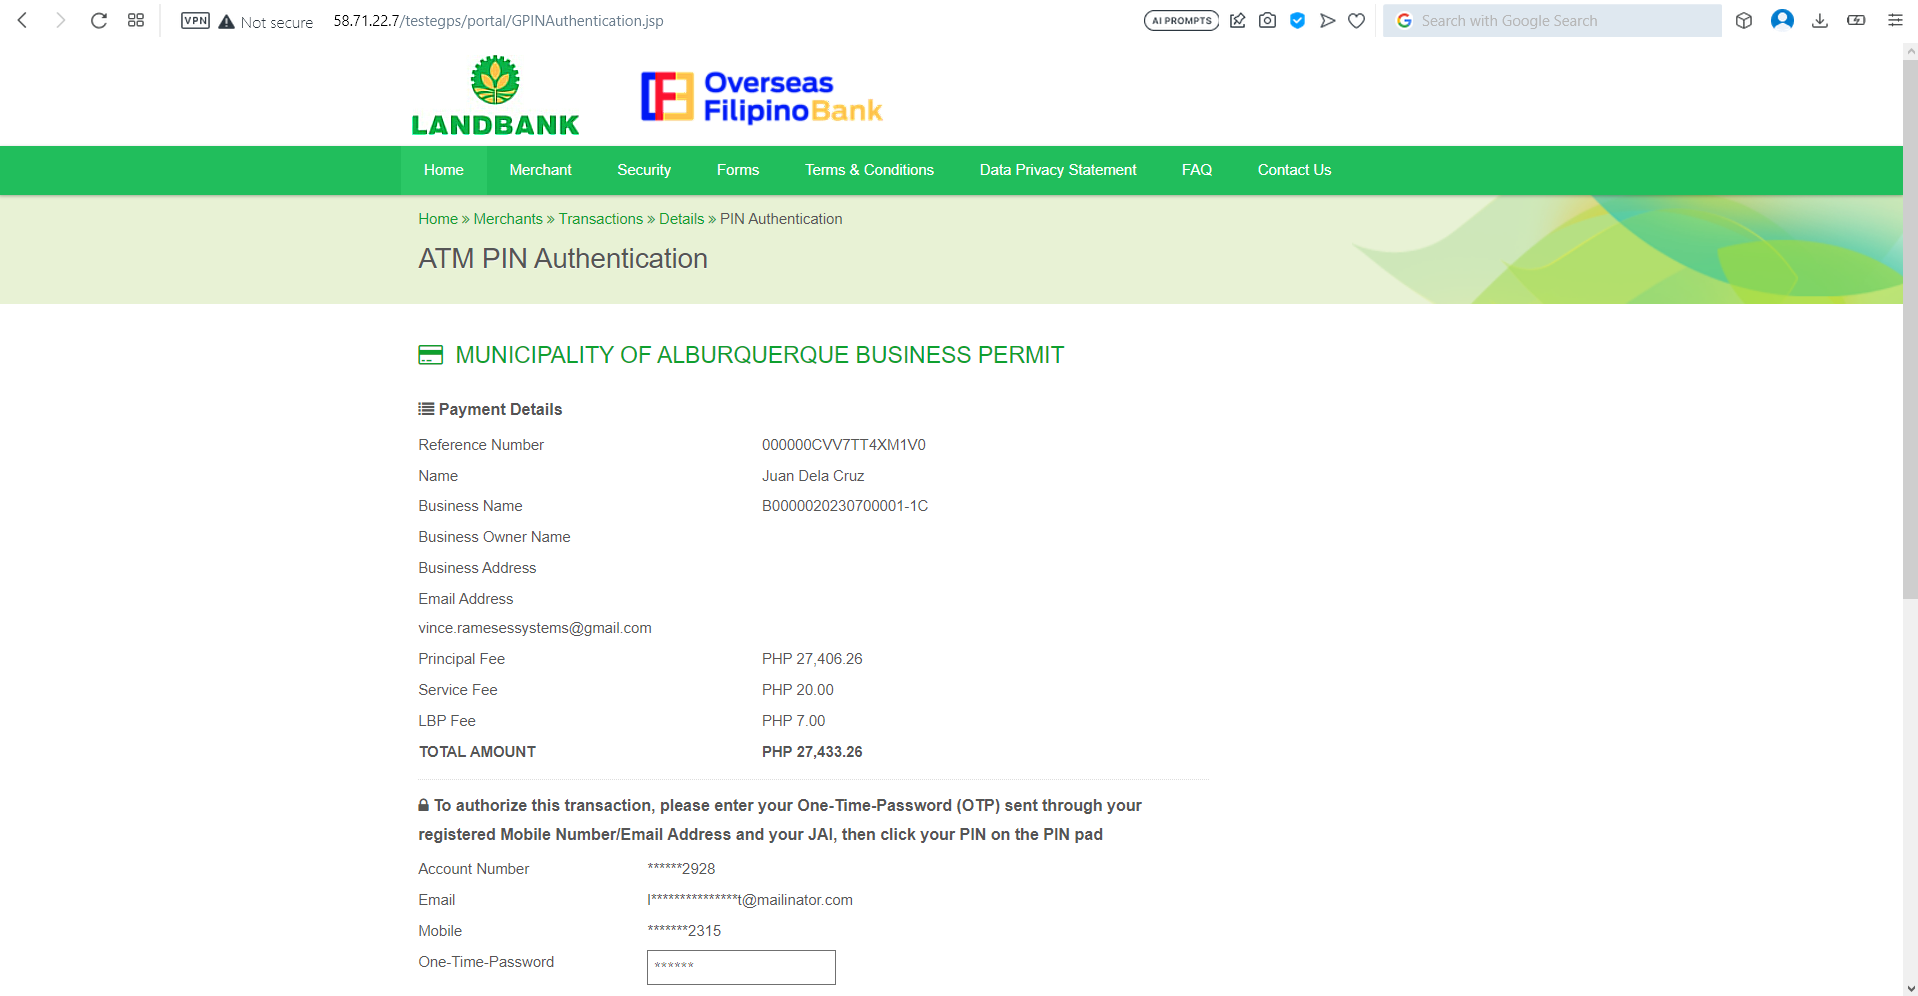 VPN Not secure 58.71.22.7/testegps/portal/GPINAuthentication.jsp AI PROMPTS Search with Google Search
LANDBANK
Overseas
FilipinoBank
Home Merchant Security Forms Terms & Conditions Data Privacy Statement FAQ Contact Us
Home » Merchants » Transactions » Details » PIN Authentication
ATM PIN Authentication
MUNICIPALITY OF ALBURQUERQUE BUSINESS PERMIT
Payment Details
Reference Number 000000CVV7TT4XM1V0
Name Juan Dela Cruz
Business Name B0000020230700001-1C
Business Owner Name
Business Address
Email Address
vince.ramesessystems@gmail.com
Principal Fee PHP 27,406.26
Service Fee PHP 20.00
LBP Fee PHP 7.00
TOTAL AMOUNT PHP 27,433.26
To authorize this transaction, please enter your One-Time-Password (OTP) sent through your
registered Mobile Number/Email Address and your JAI, then click your PIN on the PIN pad
Account Number ******2928
Email l***************t@mailinator.com
Mobile *******2315
One-Time-Password ******